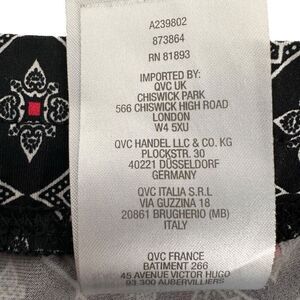 A239802
873864
RN 81893
IMPORTED BY:
QVC UK
CHISWICK PARK
566 CHISWICK HIGH ROAD
LONDON
W4 5XU
QVC HANDEL LLC & CO. KG
PLOCKSTR. 30
40221 DÜSSELDORF
GERMANY
QVC ITALIA S.R.L
VIA GUZZINA 18
20861 BRUGHERIO (MB)
ITALY
QVC FRANCE
BATIMENT 266
45 AVENUE VICTOR HUGO
93 300 AUBERVILLIERS